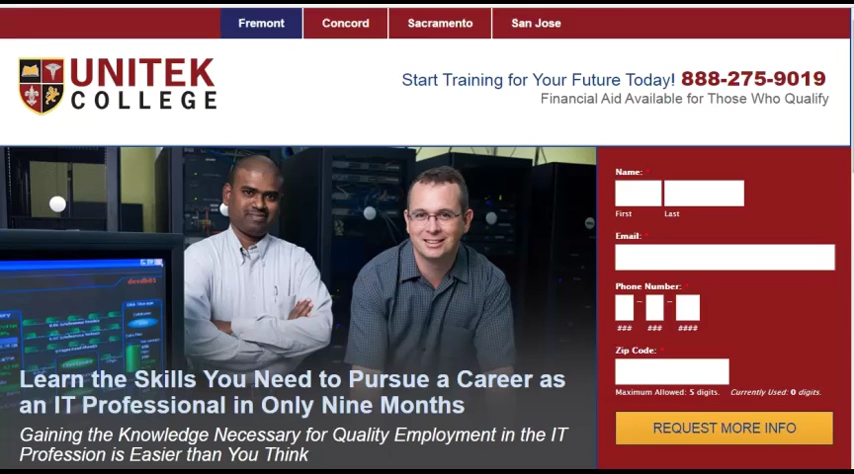 Fremont
Concord
Sacramento
San Jose
UNITEK
COLLEGE
Start Training for Your Future Today! 888-275-9019
Financial Aid Available for Those Who Qualify
Name: *
First
Last
Email: *
Phone Number: *
– –
### ### ####
Zip Code: *
Maximum Allowed: 5 digits. Currently Used: 0 digits.
REQUEST MORE INFO
Learn the Skills You Need to Pursue a Career as
an IT Professional in Only Nine Months
Gaining the Knowledge Necessary for Quality Employment in the IT
Profession is Easier than You Think